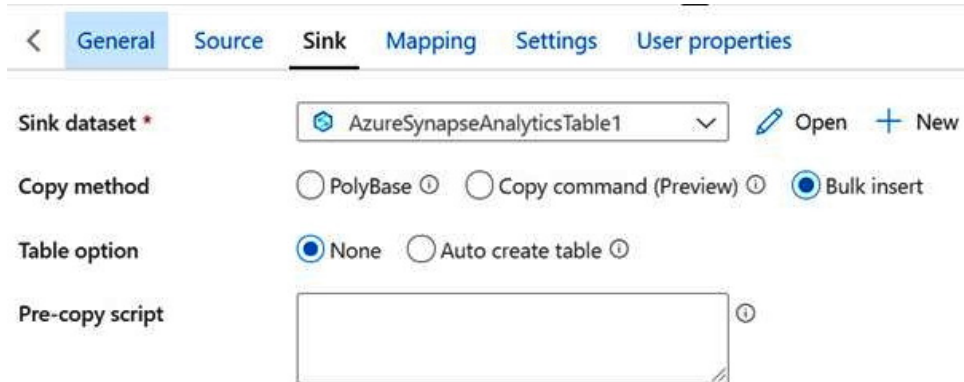 General Source Sink Mapping Settings User properties
Sink dataset * AzureSynapseAnalyticsTable1 Open New
Copy method PolyBase Copy command (Preview) Bulk insert
Table option None Auto create table
Pre-copy script